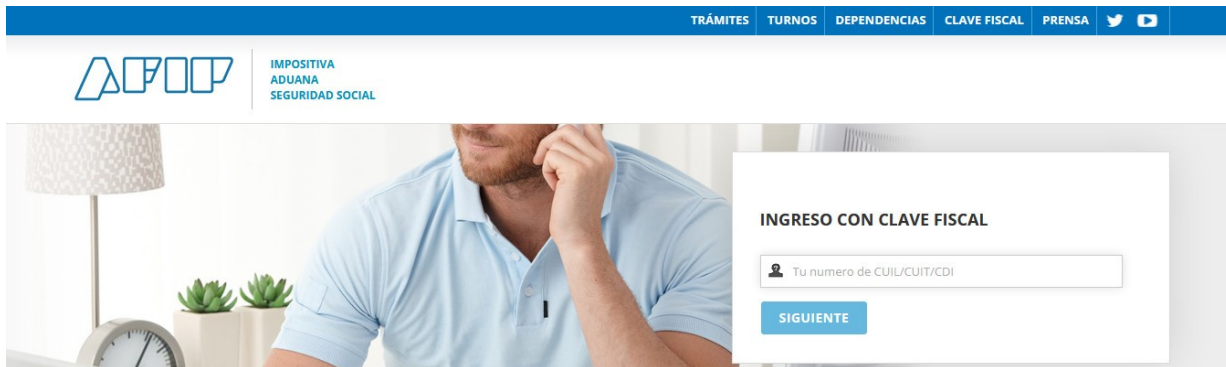 TRÁMITES TURNOS DEPENDENCIAS CLAVE FISCAL PRENSA
AFIP
IMPOSITIVA
ADUANA
SEGURIDAD SOCIAL
INGRESO CON CLAVE FISCAL
Tu numero de CUIL/CUIT/CDI
SIGUIENTE